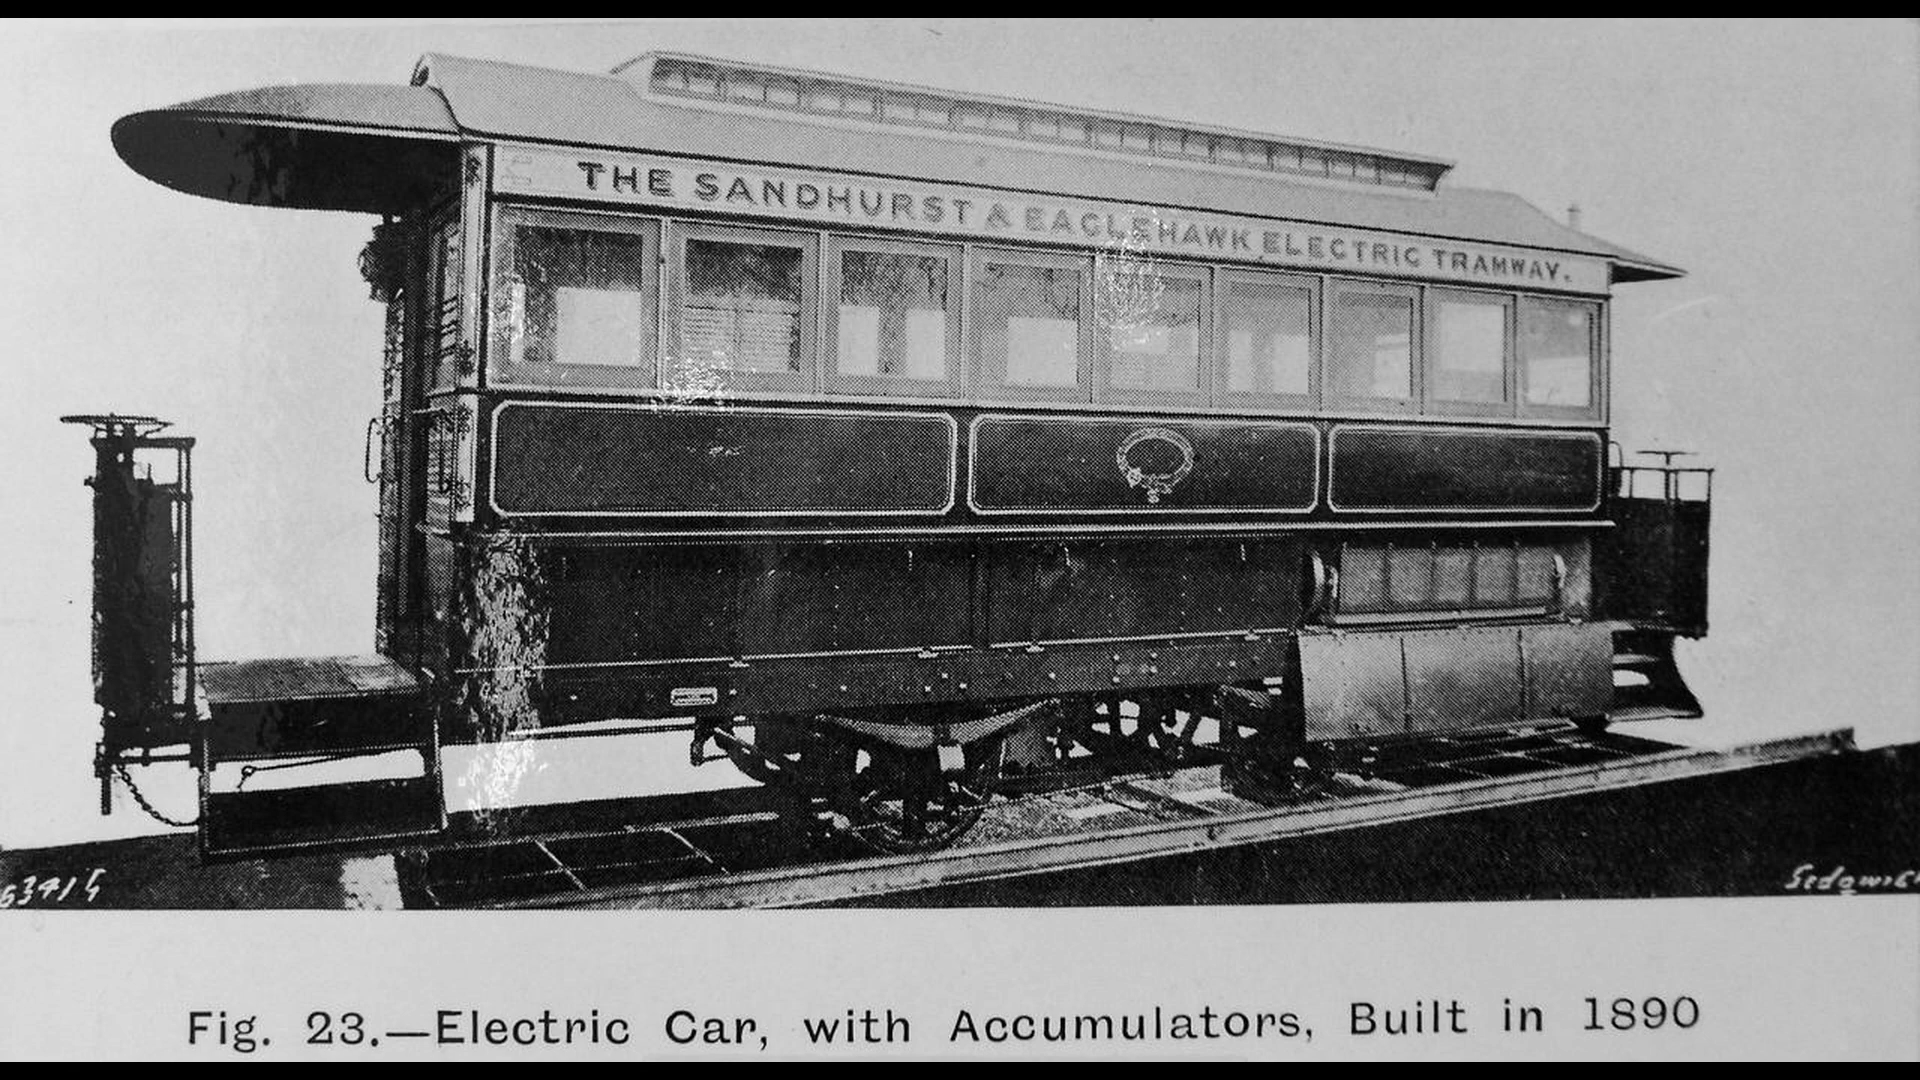 THE SANDHURST & EAGLEHAWK ELECTRIC TRAMWAY.
Fig. 23.—Electric Car, with Accumulators, Built in 1890